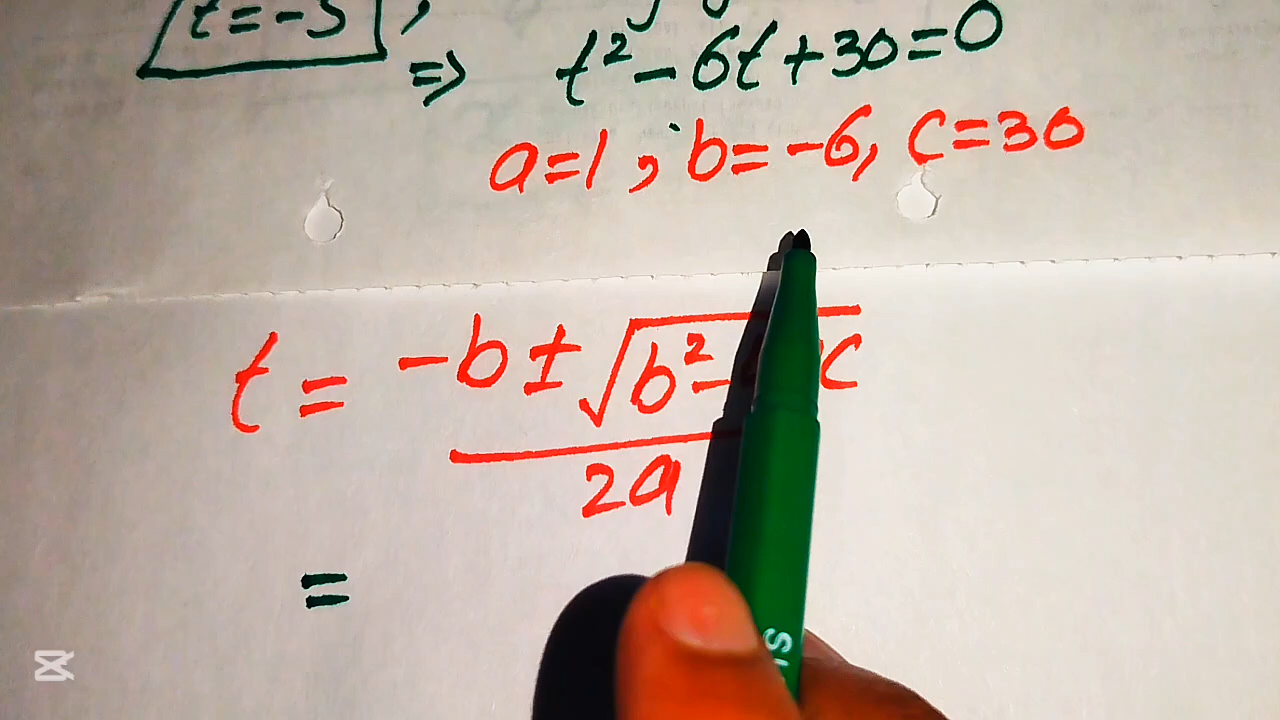 t = -5 ,
=> t² - 6t + 30 = 0
a = 1 , b = -6, c = 30
t = -b ± √b² - c
2a
=